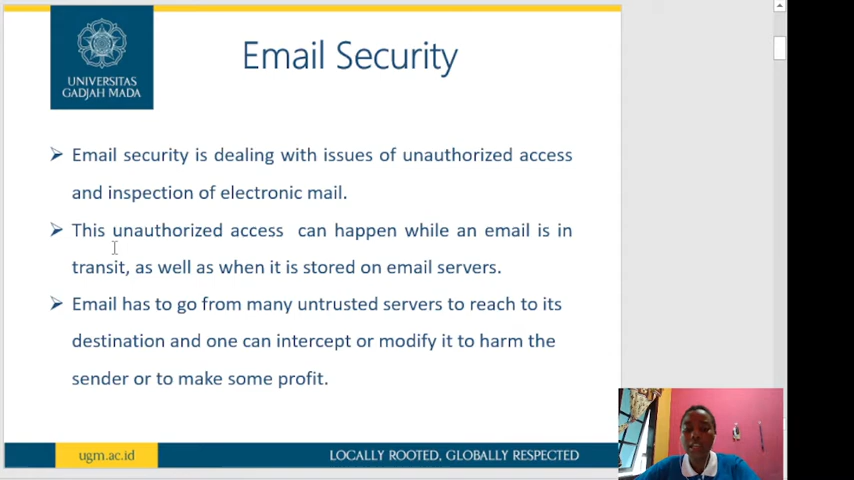 UNIVERSITAS
GADJAH MADA
Email Security
Email security is dealing with issues of unauthorized access
and inspection of electronic mail.
This unauthorized access can happen while an email is in
transit, as well as when it is stored on email servers.
Email has to go from many untrusted servers to reach to its
destination and one can intercept or modify it to harm the
sender or to make some profit.
ugm.ac.id
LOCALLY ROOTED, GLOBALLY RESPECTED